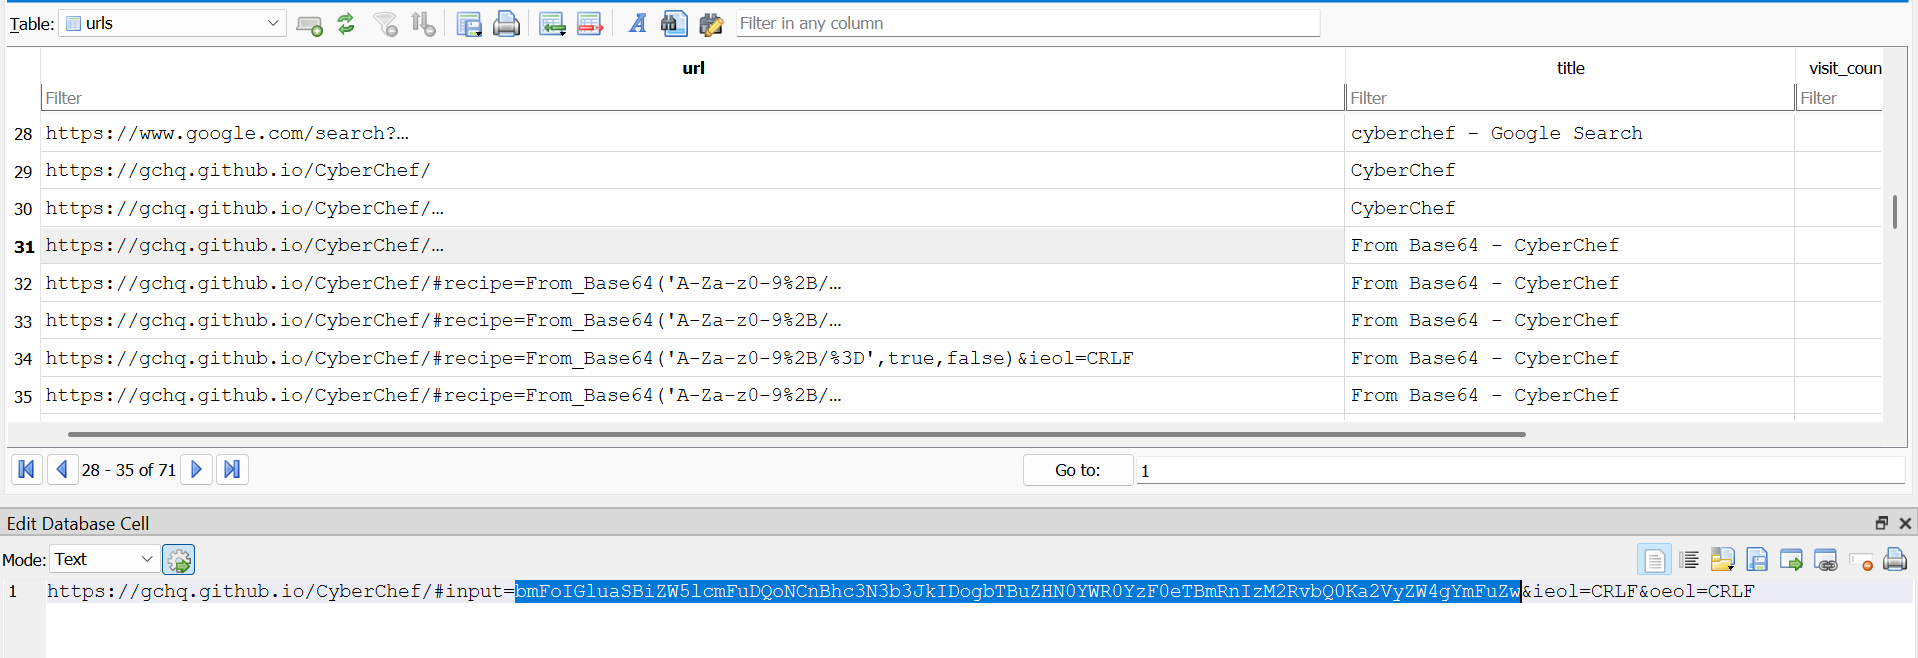 Table: urls Filter in any column
url title visit_coun
Filter Filter Filter
28 https://www.google.com/search?… cyberchef - Google Search
29 https://gchq.github.io/CyberChef/ CyberChef
30 https://gchq.github.io/CyberChef/… CyberChef
31 https://gchq.github.io/CyberChef/… From Base64 - CyberChef
32 https://gchq.github.io/CyberChef/#recipe=From_Base64('A-Za-z0-9%2B/… From Base64 - CyberChef
33 https://gchq.github.io/CyberChef/#recipe=From_Base64('A-Za-z0-9%2B/… From Base64 - CyberChef
34 https://gchq.github.io/CyberChef/#recipe=From_Base64('A-Za-z0-9%2B/%3D',true,false)&ieol=CRLF From Base64 - CyberChef
35 https://gchq.github.io/CyberChef/#recipe=From_Base64('A-Za-z0-9%2B/… From Base64 - CyberChef
28 - 35 of 71 Go to: 1
Edit Database Cell
Mode: Text
1 https://gchq.github.io/CyberChef/#input=bmFoIGluaSBiZW5lcmFuDQoNCnBhc3N3b3JkIDogbTBuZHN0YWR0YzF0eTBmRnIzM2RvbQ0Ka2VyZW4gYmFuZw&ieol=CRLF&oeol=CRLF